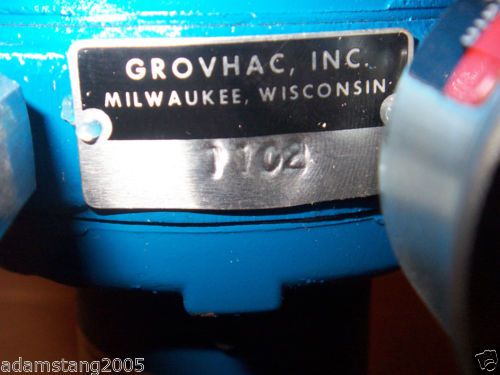 GROVHAC, INC.
MILWAUKEE, WISCONSIN
1102
adamstang2005